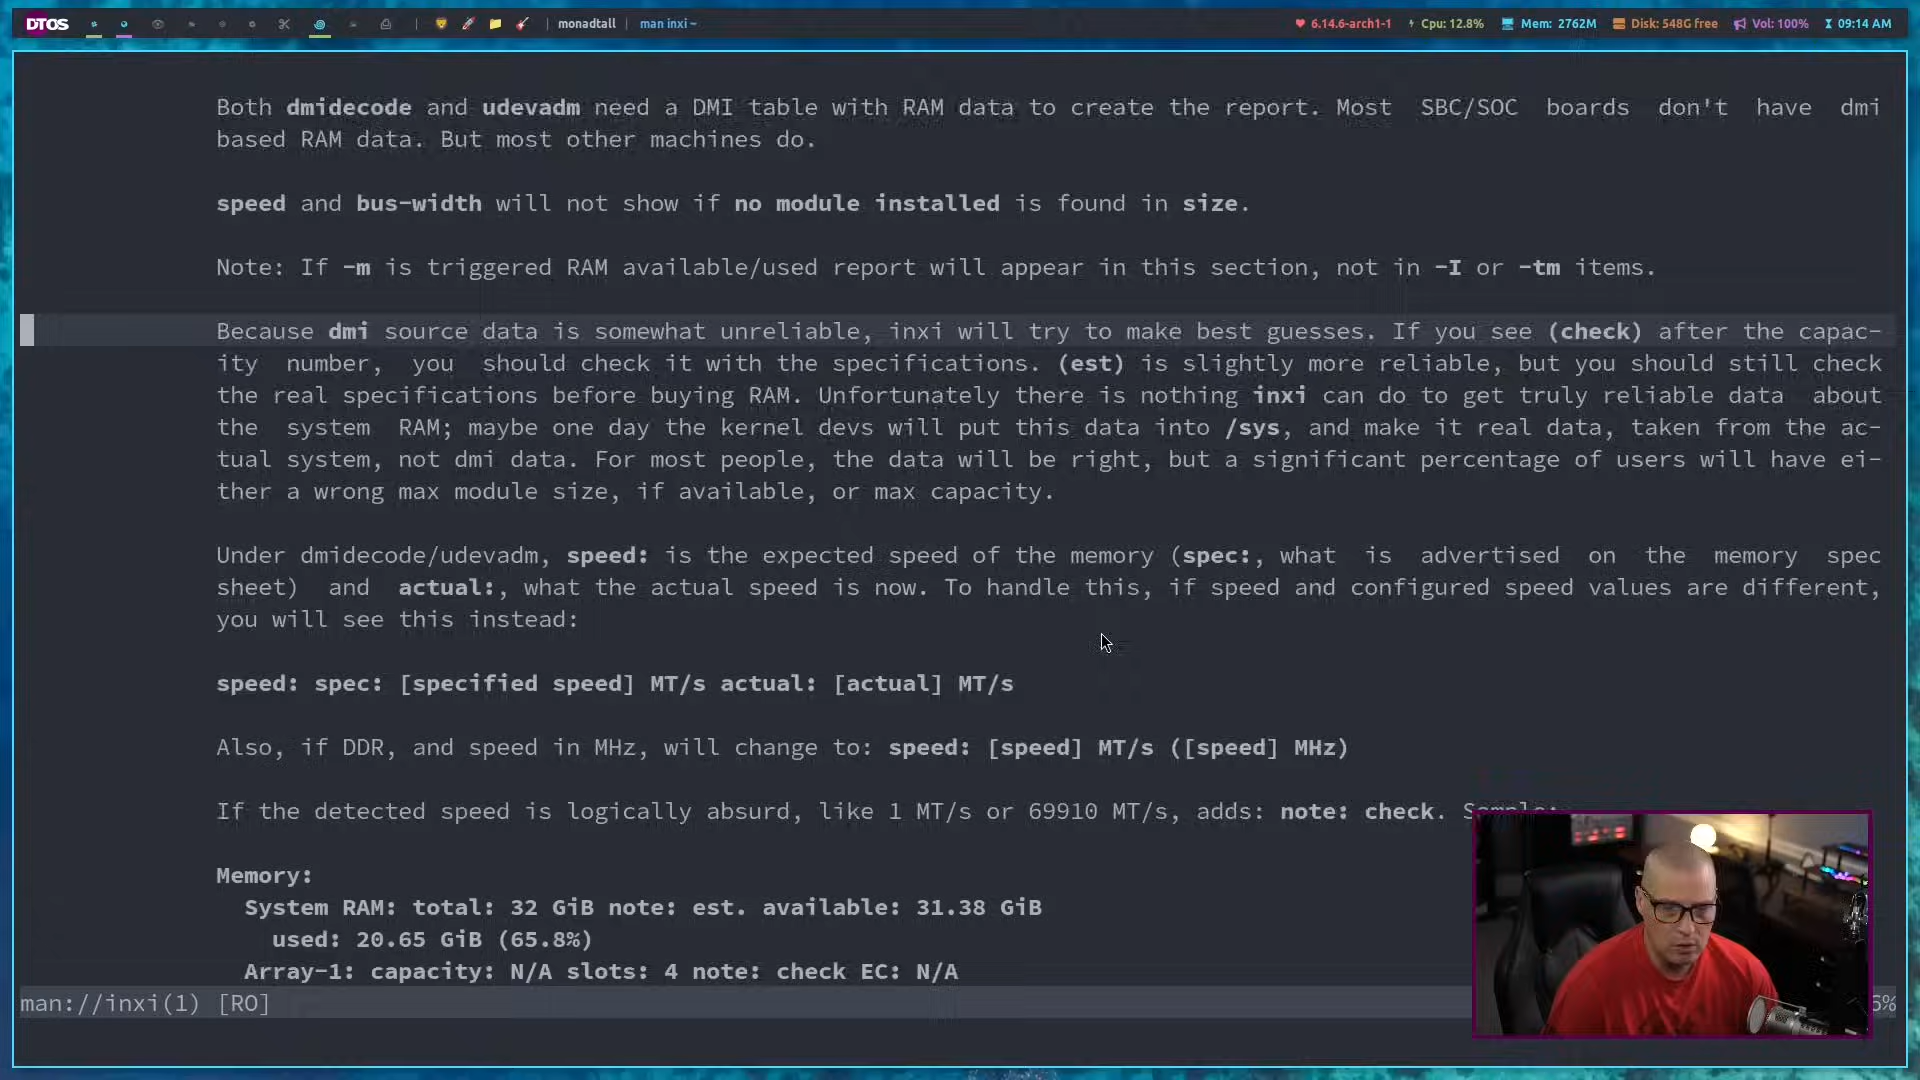 DTOS | monadtall | man inxi ~ 6.14.6-arch1-1 Cpu: 12.8% Mem: 2762M Disk: 548G free Vol: 100% 09:14 AM
Both dmidecode and udevadm need a DMI table with RAM data to create the report. Most SBC/SOC boards don't have dmi
based RAM data. But most other machines do.
speed and bus-width will not show if no module installed is found in size.
Note: If -m is triggered RAM available/used report will appear in this section, not in -I or -tm items.
Because dmi source data is somewhat unreliable, inxi will try to make best guesses. If you see (check) after the capac-
ity number, you should check it with the specifications. (est) is slightly more reliable, but you should still check
the real specifications before buying RAM. Unfortunately there is nothing inxi can do to get truly reliable data about
the system RAM; maybe one day the kernel devs will put this data into /sys, and make it real data, taken from the ac-
tual system, not dmi data. For most people, the data will be right, but a significant percentage of users will have ei-
ther a wrong max module size, if available, or max capacity.
Under dmidecode/udevadm, speed: is the expected speed of the memory (spec:, what is advertised on the memory spec
sheet) and actual:, what the actual speed is now. To handle this, if speed and configured speed values are different,
you will see this instead:
speed: spec: [specified speed] MT/s actual: [actual] MT/s
Also, if DDR, and speed in MHz, will change to: speed: [speed] MT/s ([speed] MHz)
If the detected speed is logically absurd, like 1 MT/s or 69910 MT/s, adds: note: check. Sample:
Memory:
System RAM: total: 32 GiB note: est. available: 31.38 GiB
used: 20.65 GiB (65.8%)
Array-1: capacity: N/A slots: 4 note: check EC: N/A
man://inxi(1) [RO]